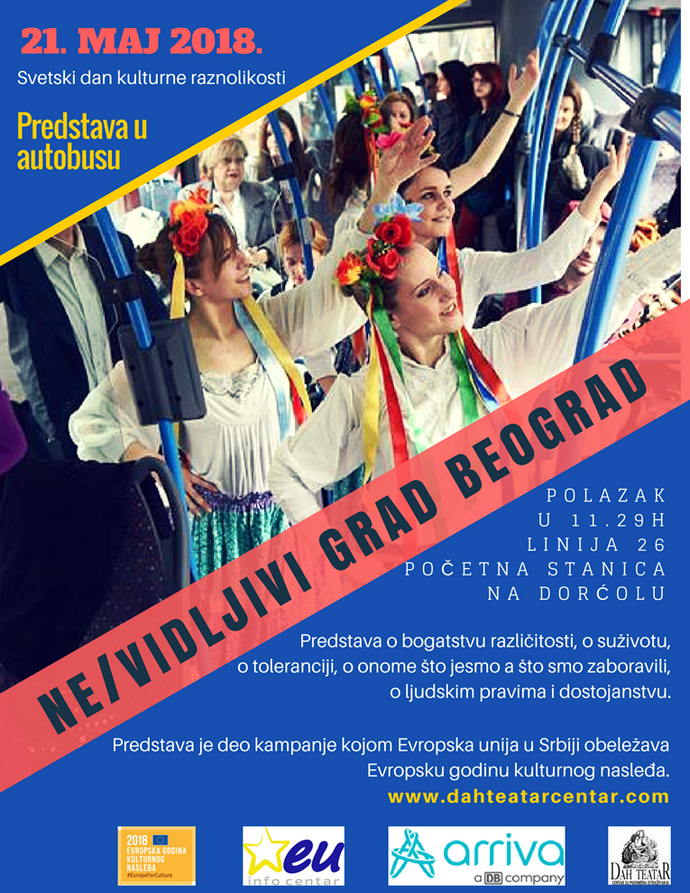 21. MAJ 2018.
Svetski dan kulturne raznolikosti
Predstava u
autobusu
NE/VIDLJIVI GRAD BEOGRAD
POLAZAK
U 11.29H
LINIJA 26
POČETNA STANICA
NA DORĆOLU
Predstava o bogatstvu različitosti, o suživotu,
o toleranciji, o onome što jesmo a što smo zaboravili,
o ljudskim pravima i dostojanstvu.
Predstava je deo kampanje kojom Evropska unija u Srbiji obeležava
Evropsku godinu kulturnog nasleđa.
www.dahteatarcentar.com
2018
EVROPSKA GODINA
KULTURNOG
NASLEĐA
#EuropeForCulture
eu
info centar
arriva
a DB company
DAH TEATAR